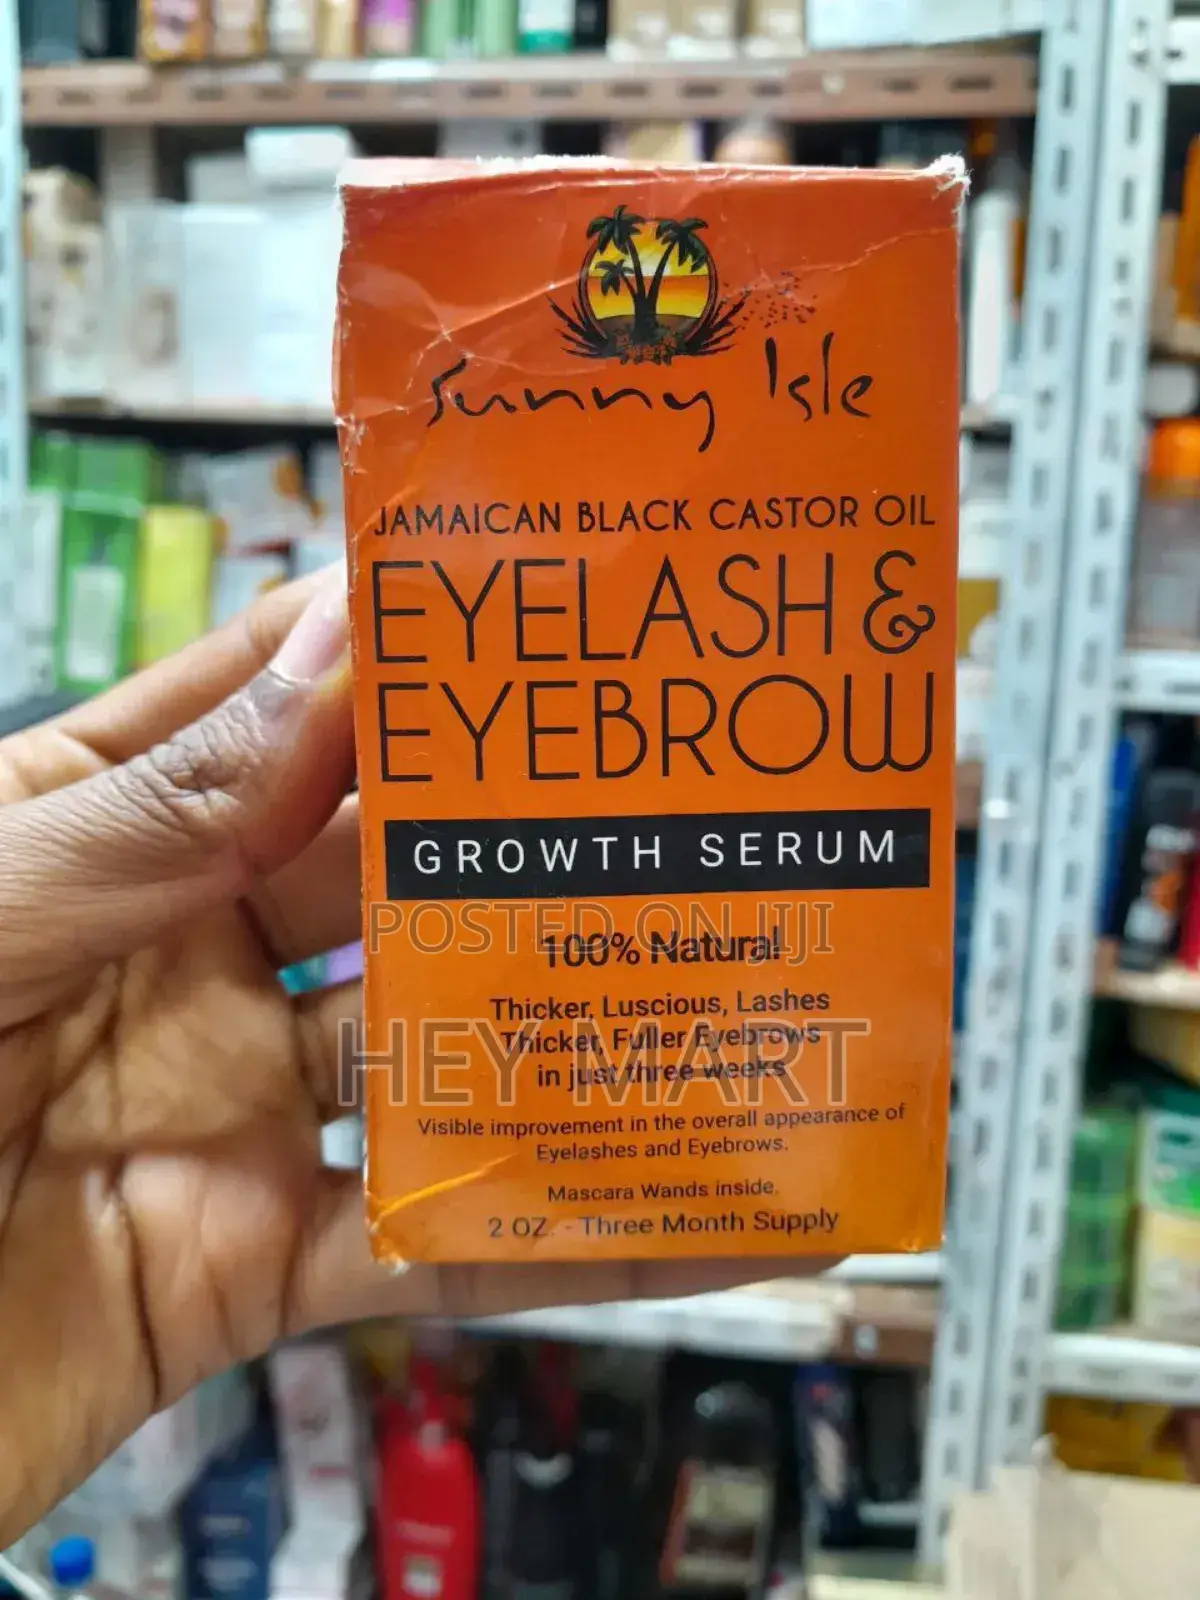 Sunny Isle
JAMAICAN BLACK CASTOR OIL
EYELASH &
EYEBROW
GROWTH SERUM
POSTED ON JIJI
100% Natural
Thicker, Luscious, Lashes
HEY MART
Thicker, Fuller Eyebrows
in just three weeks
Visible improvement in the overall appearance of
Eyelashes and Eyebrows.
Mascara Wands inside.
2 OZ. - Three Month Supply